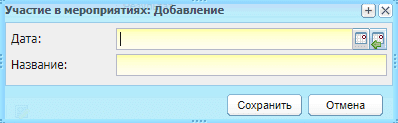 Участие в мероприятиях: Добавление
Дата:
Название:
Сохранить Отмена